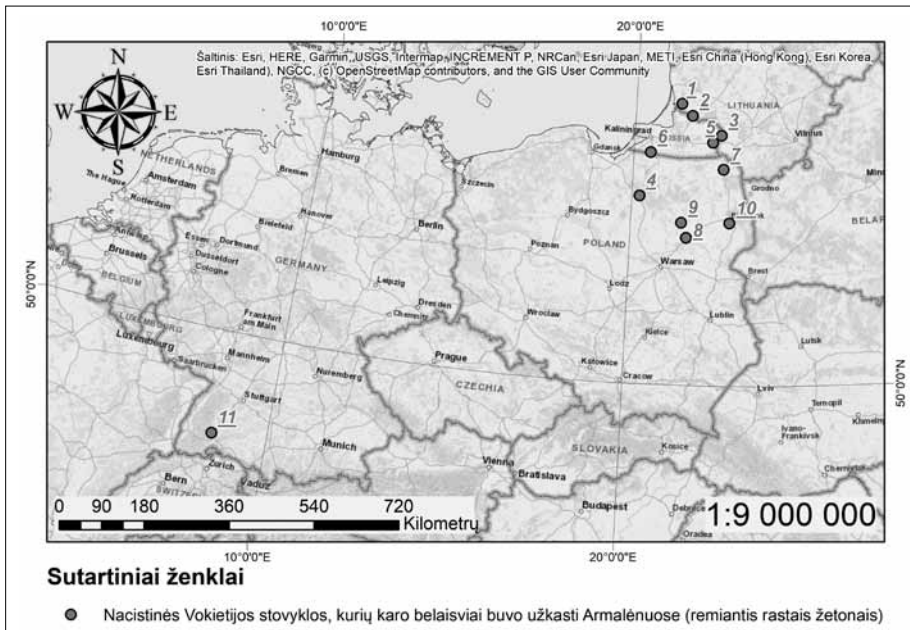 10°0'0"E
20°0'0"E
Šaltinis: Esri, HERE, Garmin, USGS, Intermap, INCREMENT P, NRCan, Esri Japan, METI, Esri China (Hong Kong), Esri Korea,
Esri Thailand), NGCC, (c) OpenStreetMap contributors, and the GIS User Community
N
W
E
S
1
2
LITHUANIA
3
5
Kaliningrad
6
Vilnius
Gdansk
7
Hamburg
NETHERLANDS
Bremen
Szczecin
Grodno
The Hague
Amsterdam
4
Rotterdam
Hanover
Bydgoszcz
9
10
Bielefeld
Berlin
8
Essen
Dortmund
Poznan
POLAND
Warsaw
Brest
Brussels
Dusseldorf
Cologne
GERMANY
Leipzig
Lodz
BELGIUM
Dresden
Chemnitz
Wroclaw
Lublin
50°0'0"N
Frankfurt
am Main
Kielce
Lutsk
LUXEMBOURG
Luxembourg
Mannheim
Prague
Katowice
Saarbrucken
Nuremberg
Cracow
50°0'0"N
CZECHIA
Lviv
Stuttgart
Ternopil
11
Ivano-
Frankivsk
Munich
SLOVAKIA
Kosice
Zurich
Vienna
Bern
Vaduz
Bratislava
Budapest
Oradea
0 90 180 360 540 720
Kilometrų
1:9 000 000
10°0'0"E
20°0'0"E
Sutartiniai ženklai
Nacistinės Vokietijos stovyklos, kurių karo belaisviai buvo užkasti Armalėnuose (remiantis rastais žetonais)